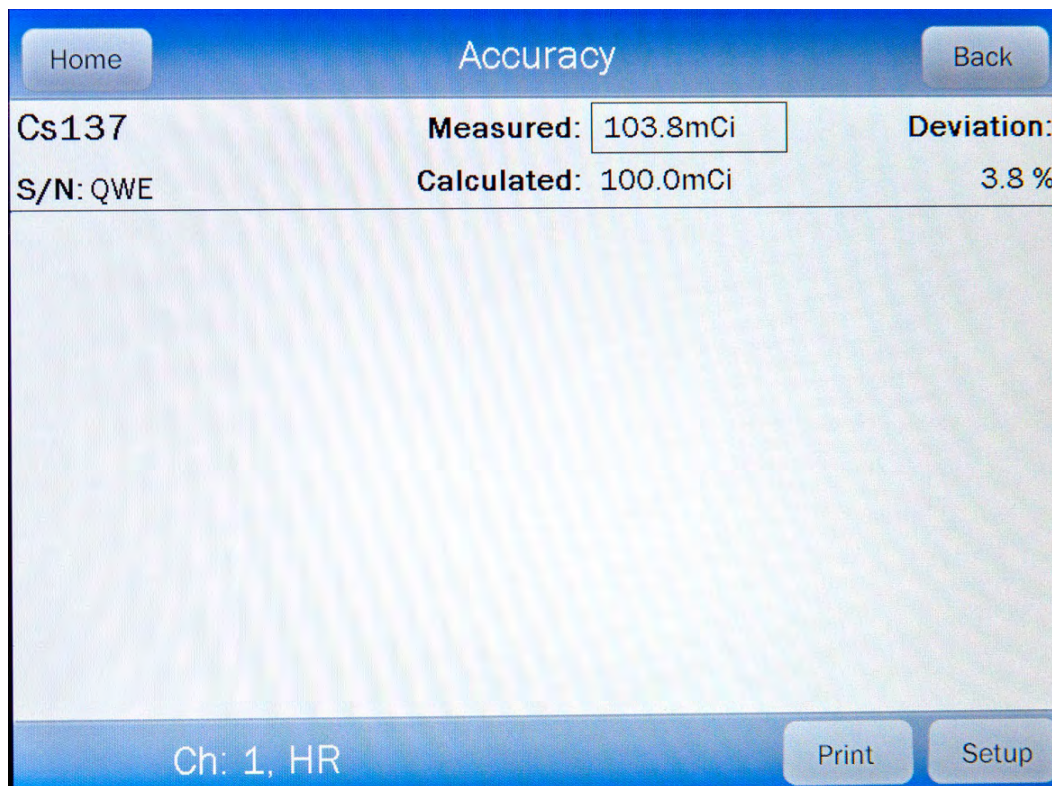 Home Accuracy Back
Cs137 Measured: 103.8mCi Deviation:
S/N: QWE Calculated: 100.0mCi 3.8 %
Ch: 1, HR Print Setup